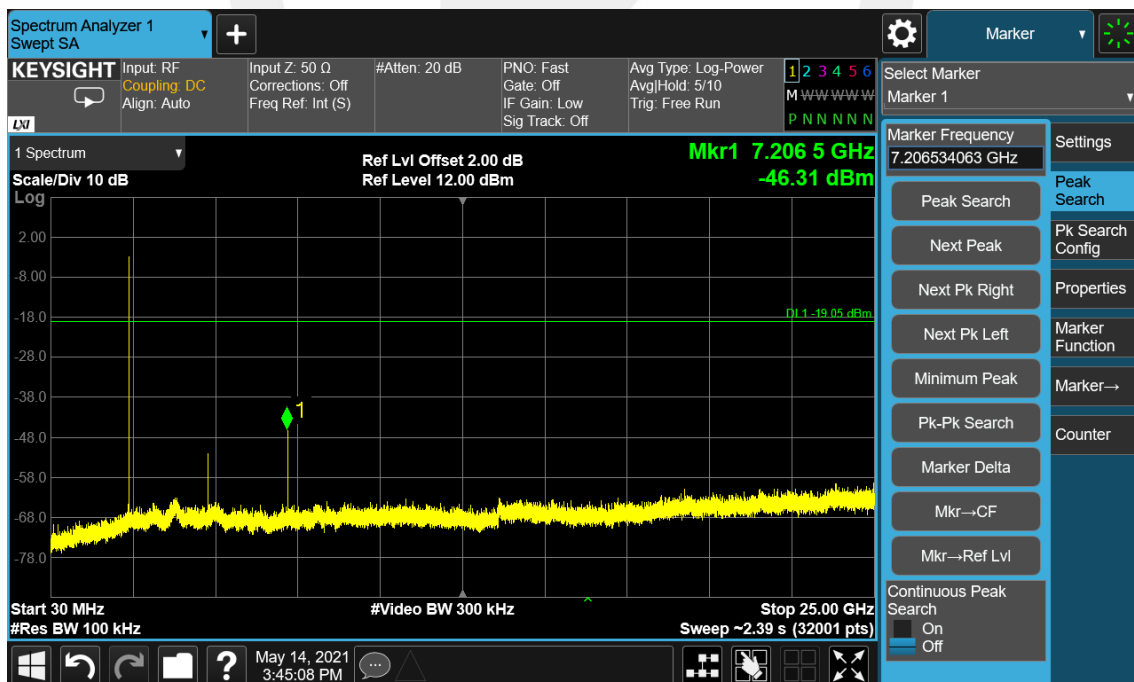 Spectrum Analyzer 1
Swept SA
+
Marker
KEYSIGHT
LXI
Input: RF
Coupling: DC
Align: Auto
Input Z: 50 Ω
Corrections: Off
Freq Ref: Int (S)
#Atten: 20 dB
PNO: Fast
Gate: Off
IF Gain: Low
Sig Track: Off
Avg Type: Log-Power
Avg|Hold: 5/10
Trig: Free Run
1 2 3 4 5 6
M W W W W W
P N N N N N
Select Marker
Marker 1
1 Spectrum
Scale/Div 10 dB
Log
Ref Lvl Offset 2.00 dB
Ref Level 12.00 dBm
Mkr1 7.206 5 GHz
-46.31 dBm
2.00
-8.00
-18.0
-28.0
-38.0
-48.0
-58.0
-68.0
-78.0
DL1 -19.05 dBm
1
Start 30 MHz
#Res BW 100 kHz
#Video BW 300 kHz
Stop 25.00 GHz
Sweep ~2.39 s (32001 pts)
Marker Frequency
7.206534063 GHz
Peak Search
Next Peak
Next Pk Right
Next Pk Left
Minimum Peak
Pk-Pk Search
Marker Delta
Mkr→CF
Mkr→Ref Lvl
Continuous Peak
Search
On
Off
Settings
Peak
Search
Pk Search
Config
Properties
Marker
Function
Marker→
Counter
?
May 14, 2021
3:45:08 PM